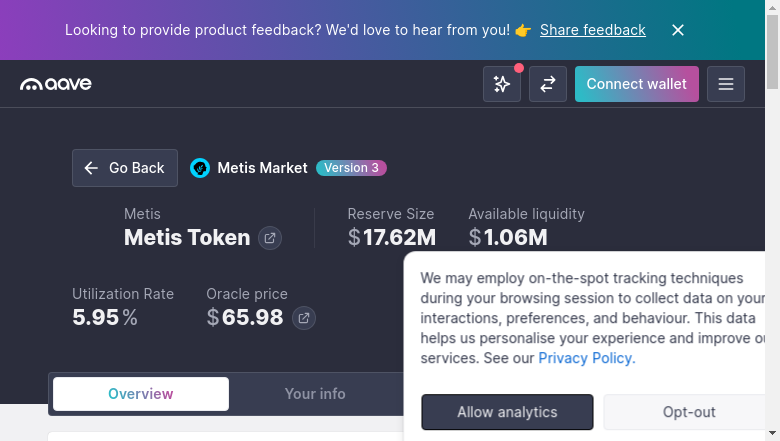 Looking to provide product feedback? We'd love to hear from you! 👉 Share feedback
aave
Connect wallet
Go Back
Metis Market
Version 3
Metis
Metis Token
Reserve Size
$17.62M
Available liquidity
$1.06M
Utilization Rate
5.95%
Oracle price
$65.98
We may employ on-the-spot tracking techniques
during your browsing session to collect data on your
interactions, preferences, and behaviour. This data
helps us personalise your experience and improve
services. See our Privacy Policy.
Allow analytics
Opt-out
Overview
Your info